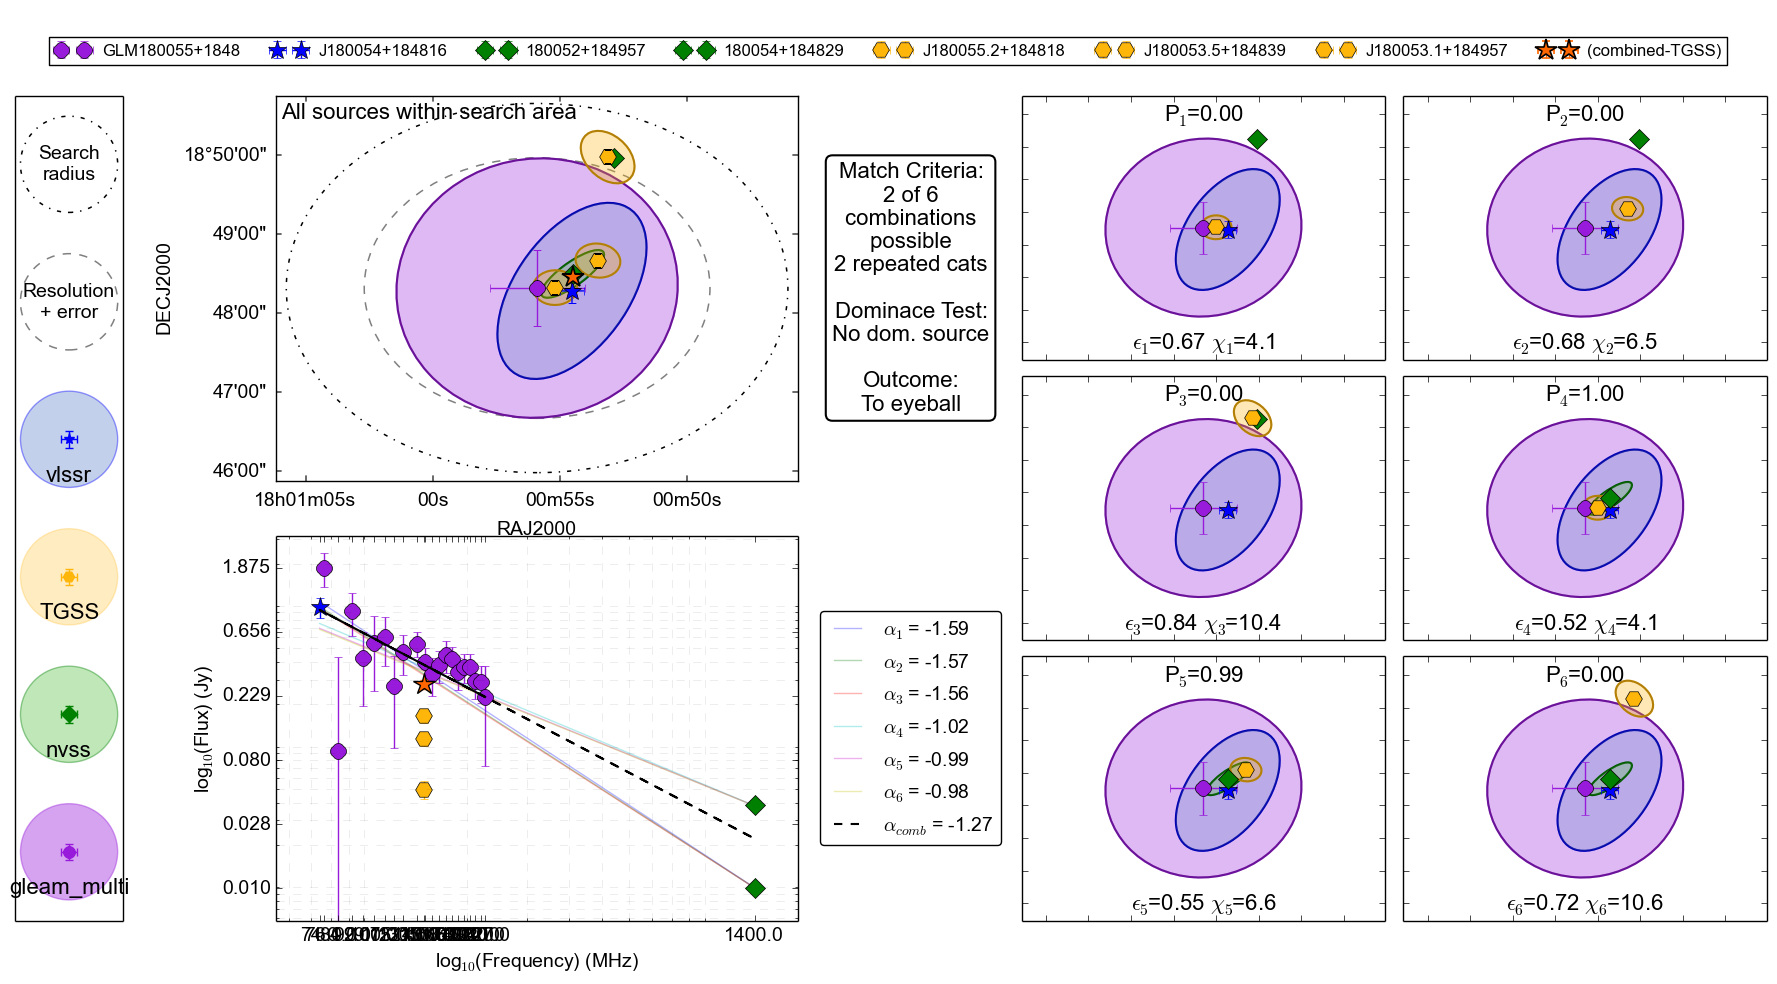 GLM180055+1848 J180054+184816 180052+184957 180054+184829 J180055.2+184818 J180053.5+184839 J180053.1+184957 (combined-TGSS)
Search
radius
Resolution
+ error
vlssr
TGSS
nvss
gleam_multi
All sources within search area
DECJ2000
18°50'00"
49'00"
48'00"
47'00"
46'00"
18h01m05s 00s 00m55s 00m50s
RAJ2000
Match Criteria:
2 of 6
combinations
possible
2 repeated cats
Dominace Test:
No dom. source
Outcome:
To eyeball
log₁₀(Flux) (Jy)
1.875
0.656
0.229
0.080
0.028
0.010
1400.0
log₁₀(Frequency) (MHz)
α₁ = -1.59
α₂ = -1.57
α₃ = -1.56
α₄ = -1.02
α₅ = -0.99
α₆ = -0.98
α_comb = -1.27
P₁=0.00
ϵ₁=0.67 χ₁=4.1
P₂=0.00
ϵ₂=0.68 χ₂=6.5
P₃=0.00
ϵ₃=0.84 χ₃=10.4
P₄=1.00
ϵ₄=0.52 χ₄=4.1
P₅=0.99
ϵ₅=0.55 χ₅=6.6
P₆=0.00
ϵ₆=0.72 χ₆=10.6